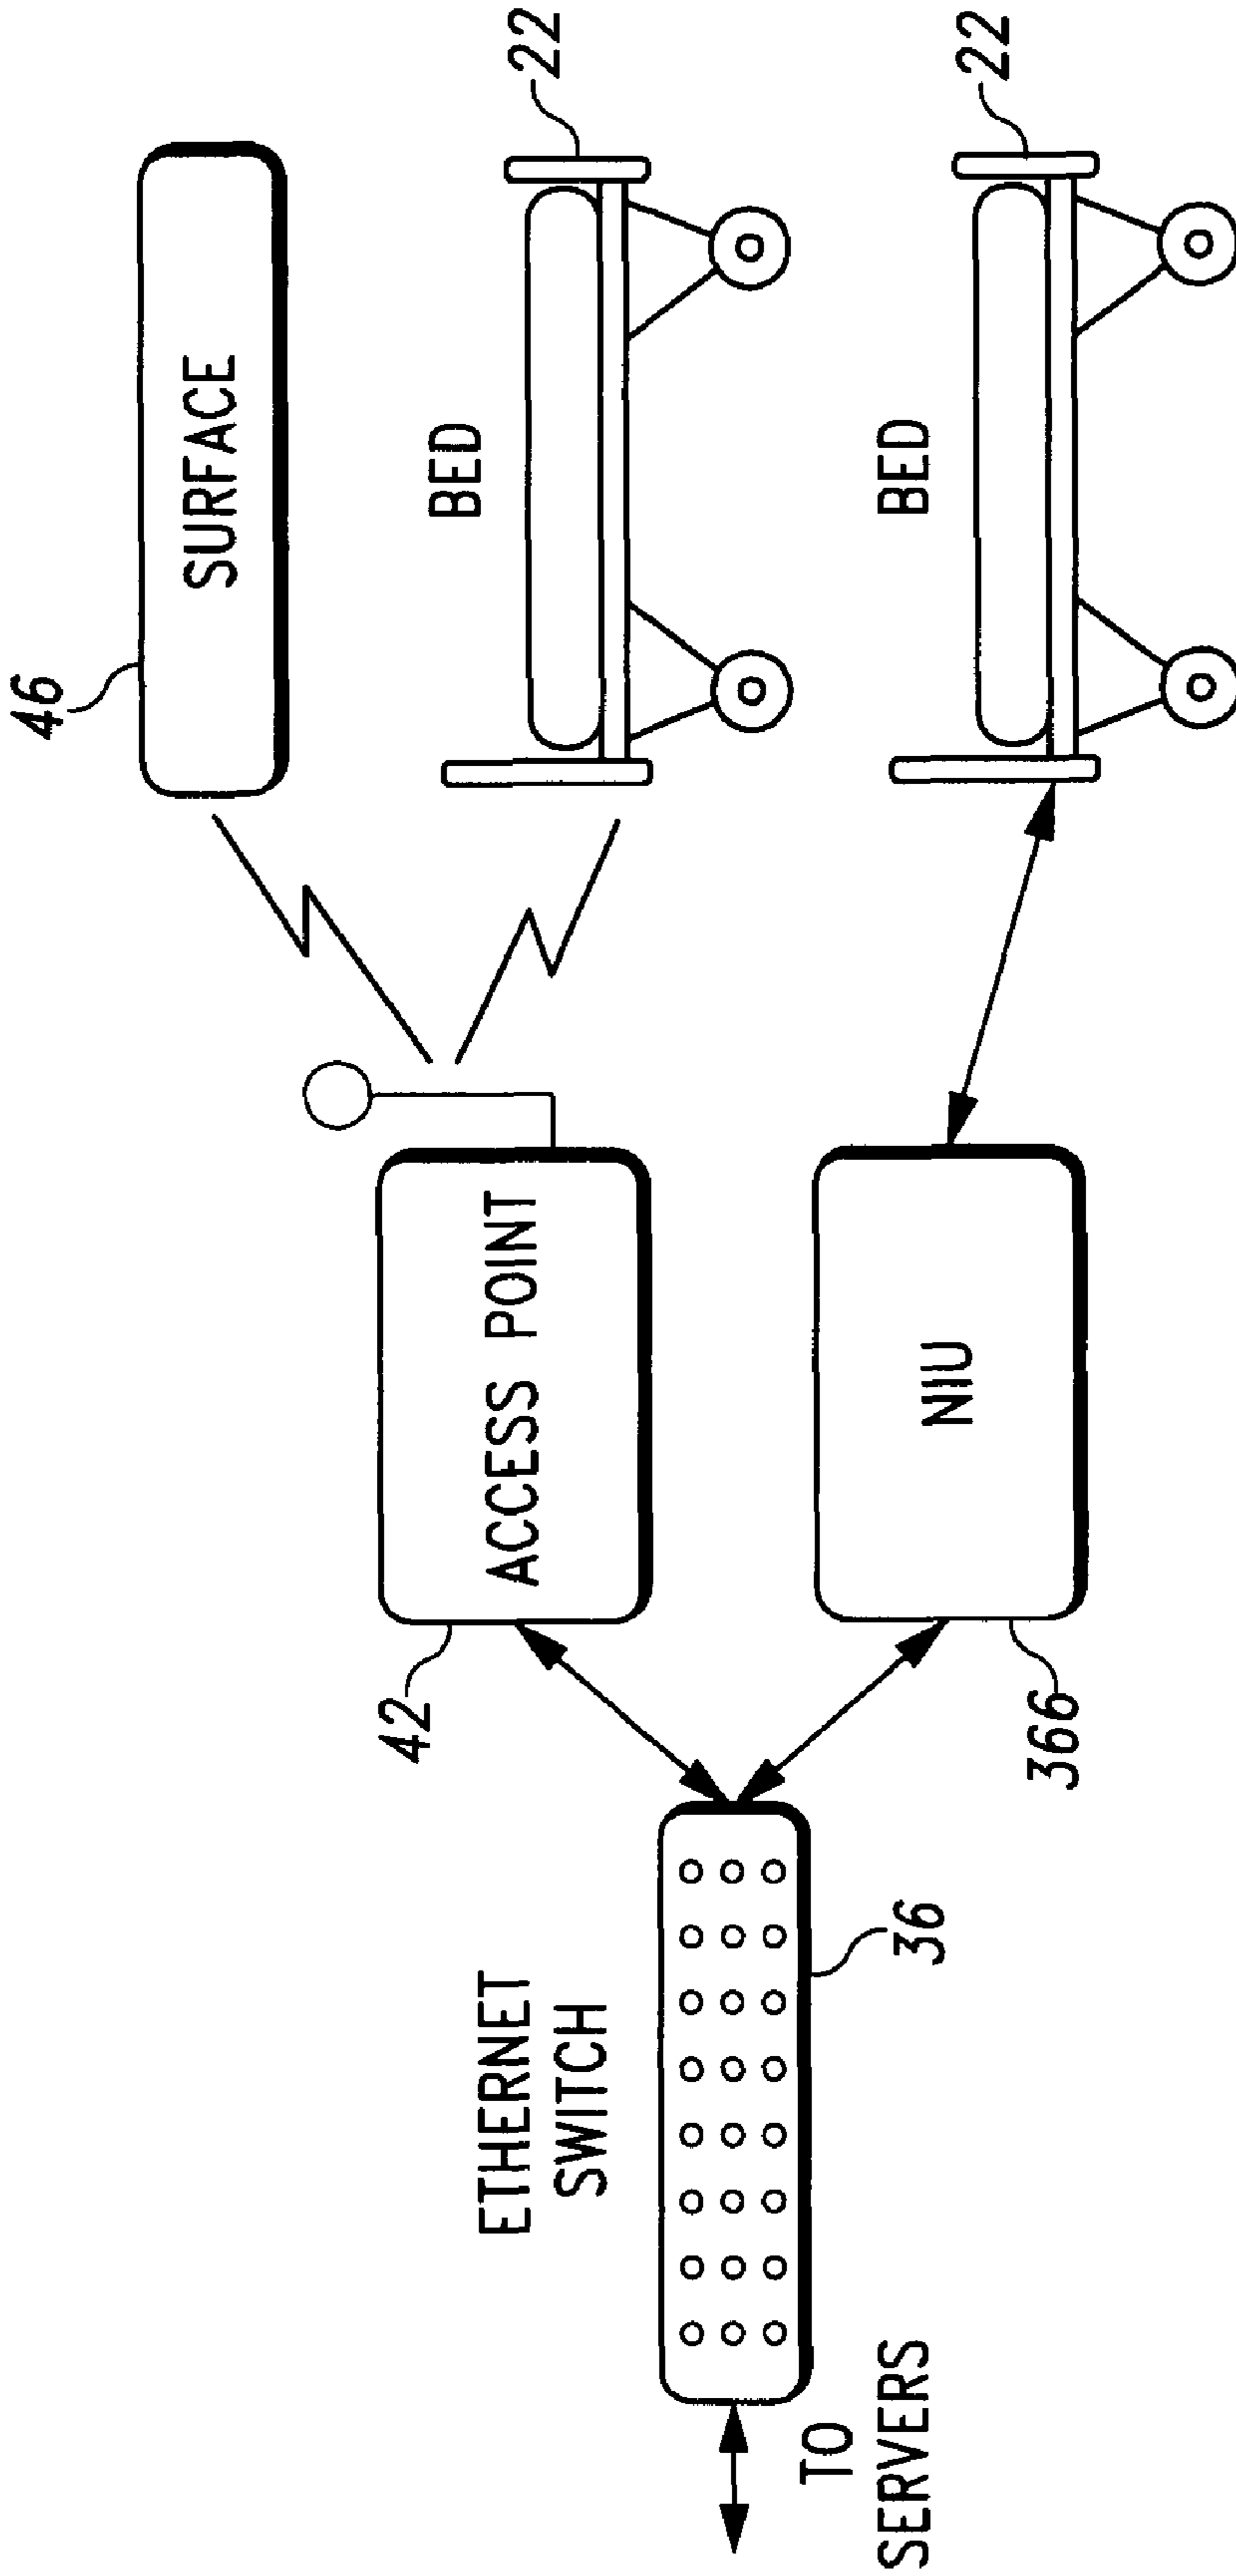 46
SURFACE
BED
22
ACCESS POINT
42
ETHERNET
SWITCH
36
TO
SERVERS
NIU
366
BED
22